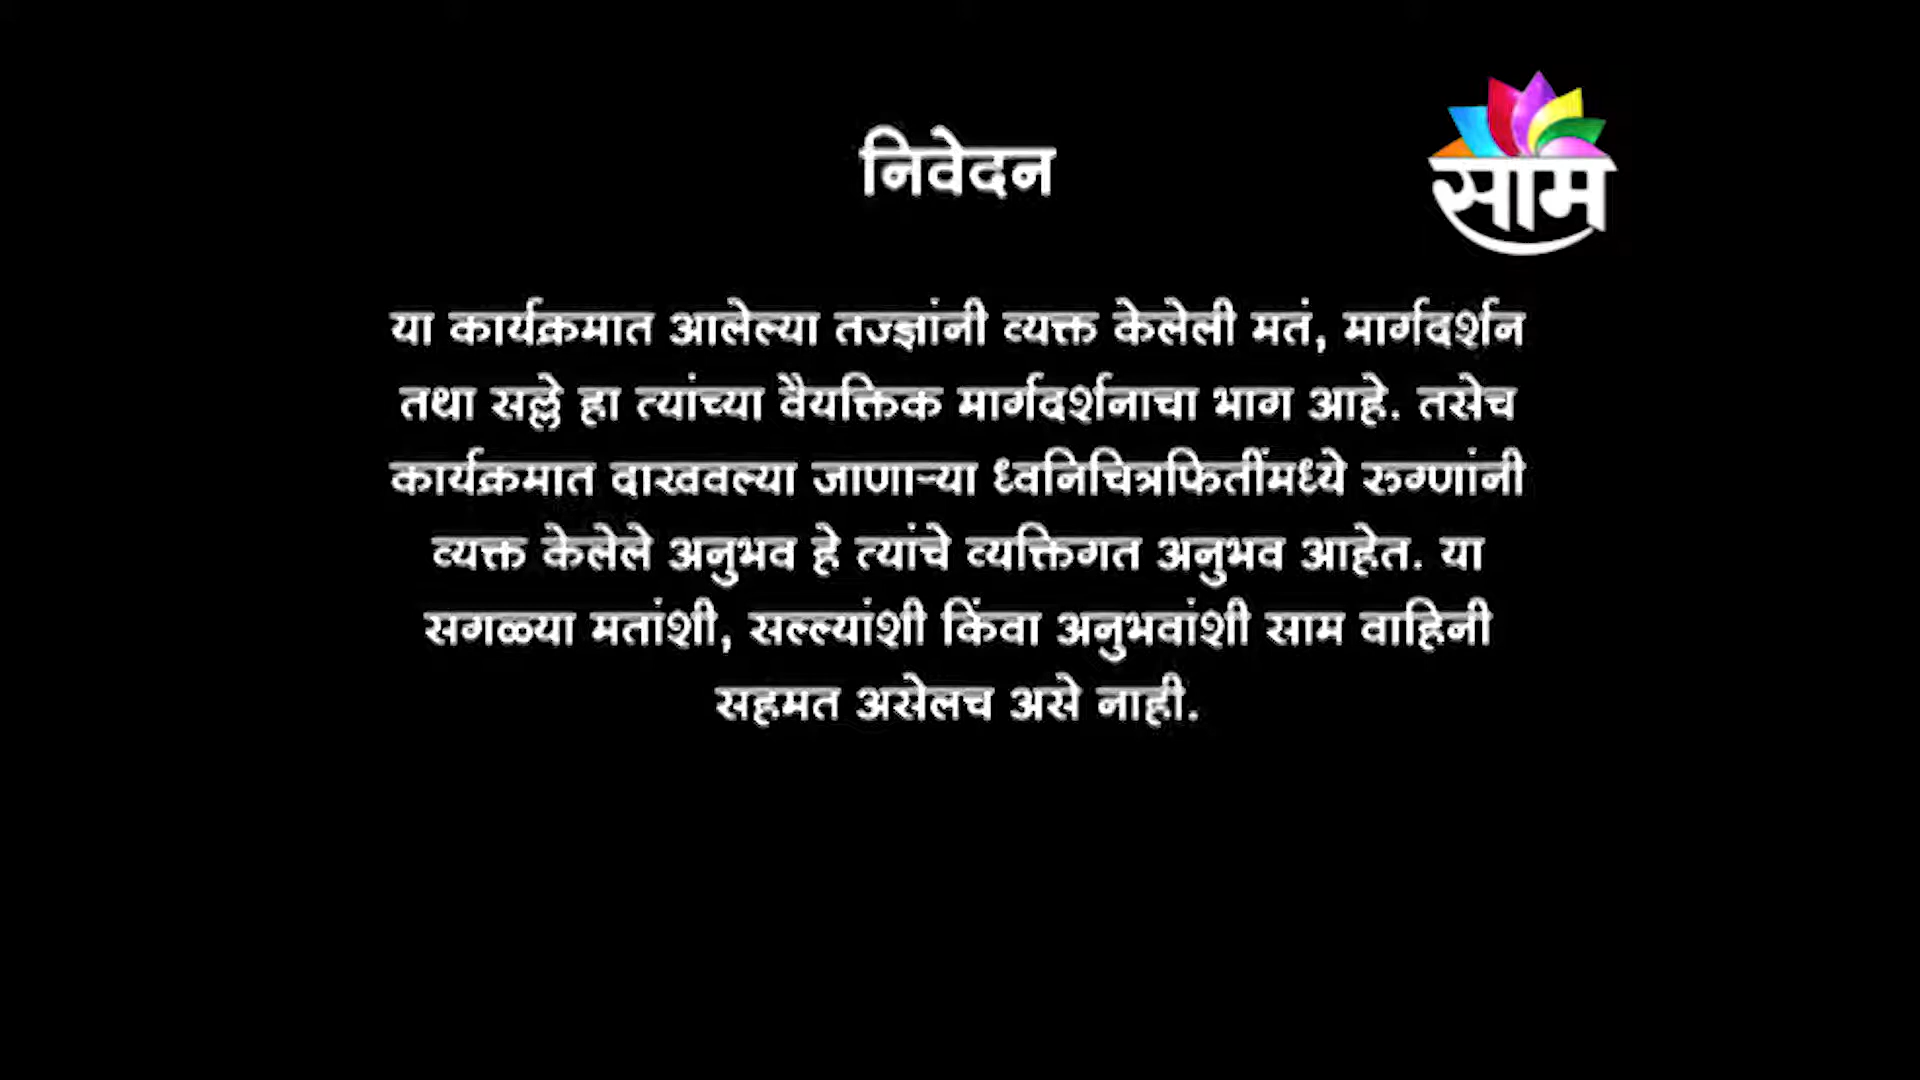 निवेदन
साम
या कार्यक्रमात आलेल्या तज्ज्ञांनी व्यक्त केलेली मतं, मार्गदर्शन
तथा सल्ले हा त्यांच्या वैयक्तिक मार्गदर्शनाचा भाग आहे. तसेच
कार्यक्रमात दाखवल्या जाणाऱ्या ध्वनिचित्रफितींमध्ये रुग्णांनी
व्यक्त केलेले अनुभव हे त्यांचे व्यक्तिगत अनुभव आहेत. या
सगळ्या मतांशी, सल्ल्यांशी किंवा अनुभवांशी साम वाहिनी
सहमत असेलच असे नाही.